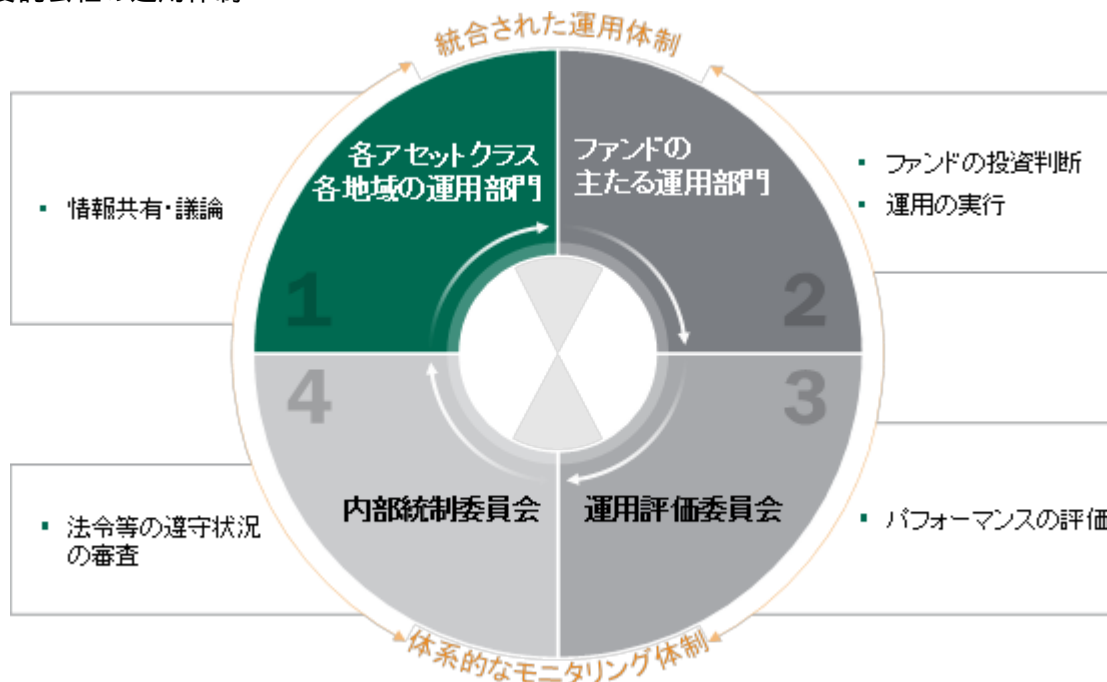 統合された運用体制
各アセットクラス
各地域の運用部門
1
ファンドの
主たる運用部門
2
▪ 情報共有・議論
▪ ファンドの投資判断
▪ 運用の実行
4
内部統制委員会
3
運用評価委員会
▪ 法令等の遵守状況
の審査
▪ パフォーマンスの評価
体系的なモニタリング体制